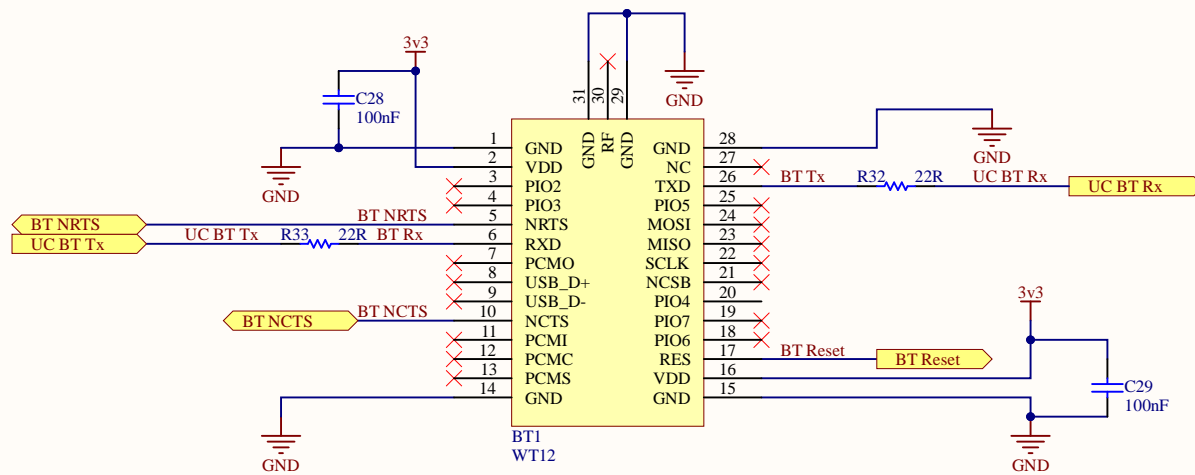 3v3
C28
100nF
GND
31
30
29
GND
RF
GND
GND
1
GND
2
VDD
3
PIO2
4
PIO3
5
NRTS
6
RXD
7
PCMO
8
USB_D+
9
USB_D-
10
NCTS
11
PCMI
12
PCMC
13
PCMS
14
GND
28
GND
27
NC
26
TXD
25
PIO5
24
MOSI
23
MISO
22
SCLK
21
NCSB
20
PIO4
19
PIO7
18
PIO6
17
RES
16
VDD
15
GND
BT NRTS
BT NRTS
UC BT Tx
UC BT Tx
R33
22R
BT Rx
BT NCTS
BT NCTS
GND
BT1
WT12
GND
BT Tx
R32
22R
UC BT Rx
UC BT Rx
BT Reset
BT Reset
3v3
C29
100nF
GND